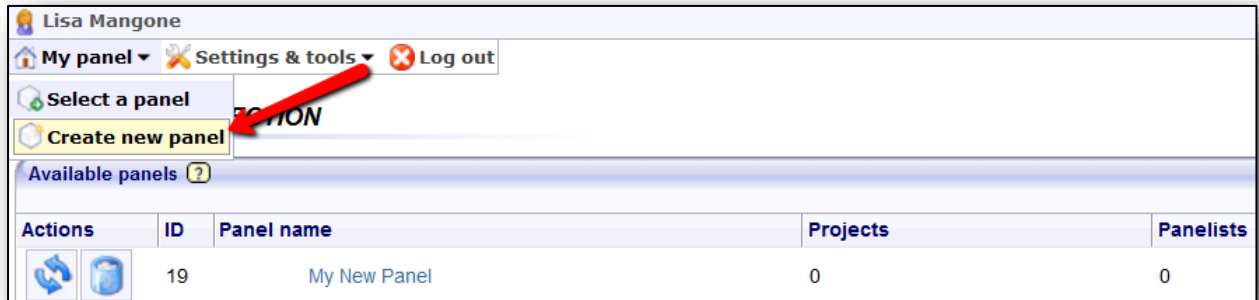 Lisa Mangone
My panel Settings & tools Log out
Select a panel
ECTION
Create new panel
Available panels ?
Actions ID Panel name Projects Panelists
19 My New Panel 0 0